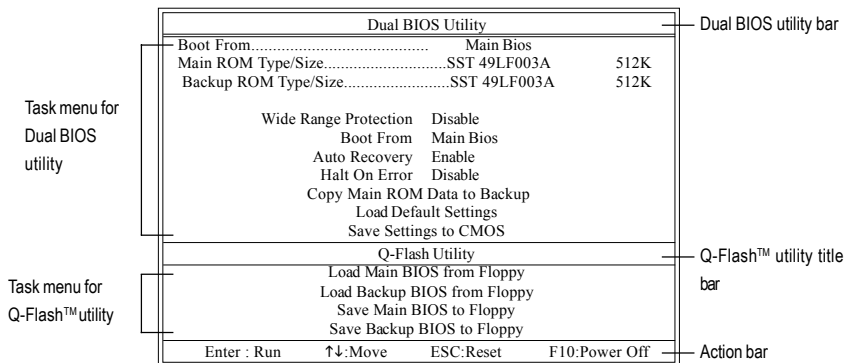 Dual BIOS Utility
Dual BIOS utility bar
Boot From.......................................... Main Bios
Main ROM Type/Size.............................SST 49LF003A 512K
Backup ROM Type/Size.........................SST 49LF003A 512K
Task menu for
Dual BIOS
utility
Wide Range Protection Disable
Boot From Main Bios
Auto Recovery Enable
Halt On Error Disable
Copy Main ROM Data to Backup
Load Default Settings
Save Settings to CMOS
Q-Flash Utility
Q-Flash™ utility title
bar
Task menu for
Q-Flash™ utility
Load Main BIOS from Floppy
Load Backup BIOS from Floppy
Save Main BIOS to Floppy
Save Backup BIOS to Floppy
Enter : Run ↑↓:Move ESC:Reset F10:Power Off
Action bar